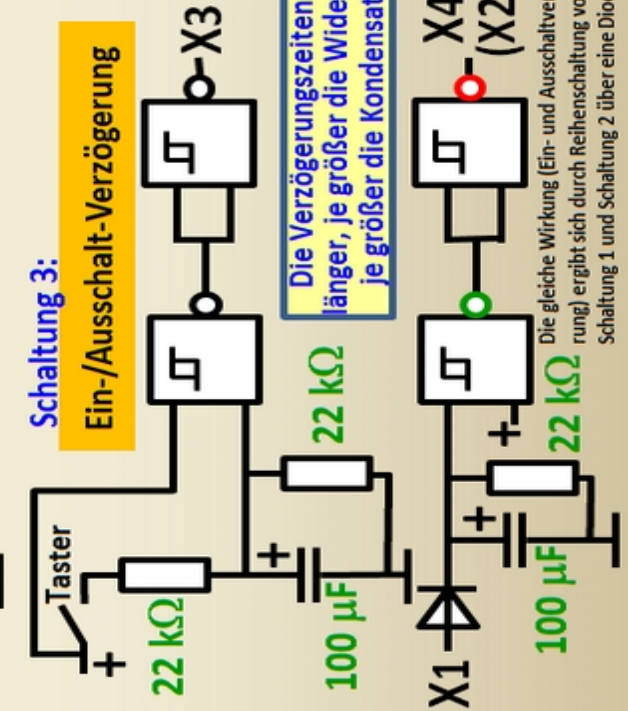 Schaltung 3:
Ein-/Ausschalt-Verzögerung
Taster
+
22 kΩ
+
100 µF
22 kΩ
X3
Die Verzögerungszeiten
länger, je größer die Wide
je größer die Kondensat
X1
+
100 µF
+
22 kΩ
X4
(X2
Die gleiche Wirkung (Ein- und Ausschaltver
rung) ergibt sich durch Reihenschaltung vo
Schaltung 1 und Schaltung 2 über eine Dio